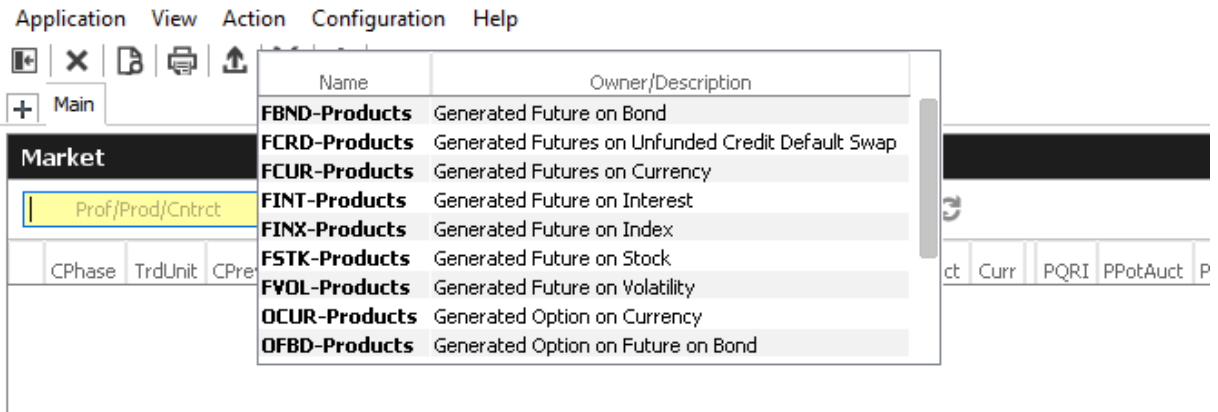 Application View Action Configuration Help
Name Owner/Description
Main
FBND-Products Generated Future on Bond
FCRD-Products Generated Futures on Unfunded Credit Default Swap
Market
FCUR-Products Generated Futures on Currency
Prof/Prod/Cntrct FINT-Products Generated Future on Interest
FINX-Products Generated Future on Index
FSTK-Products Generated Future on Stock
CPhase TrdUnit CPre ct Curr PQRI PPotAuct P
FVOL-Products Generated Future on Volatility
OCUR-Products Generated Option on Currency
OFBD-Products Generated Option on Future on Bond